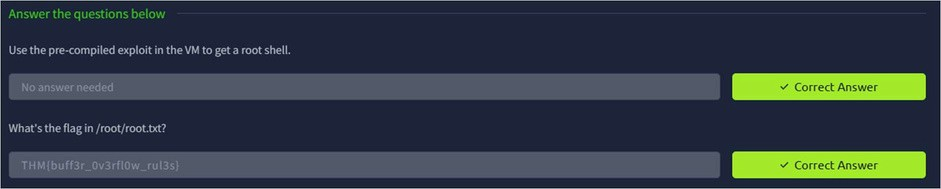 Answer the questions below
Use the pre-compiled exploit in the VM to get a root shell.
No answer needed
✓ Correct Answer
What's the flag in /root/root.txt?
THM{buff3r_0v3rfl0w_rul3s}
✓ Correct Answer